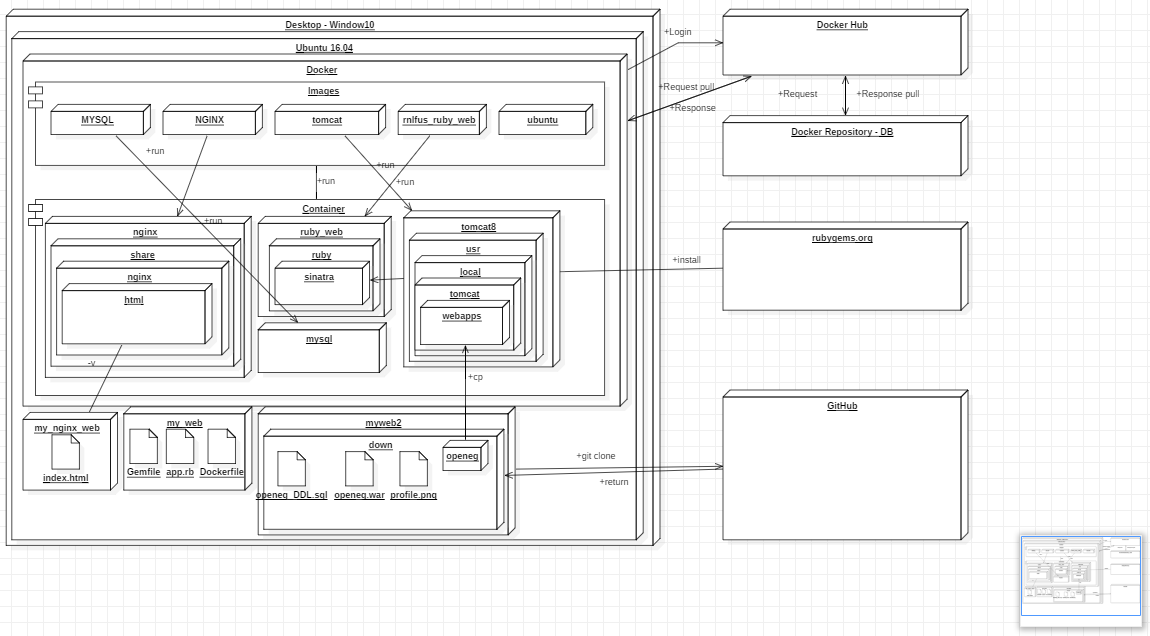 Desktop - Window10
Ubuntu 16.04
Docker
Images
MYSQL
NGINX
tomcat
rnlfus_ruby_web
ubuntu
+run
+run
+run
+run
+run
Container
nginx
share
nginx
html
-v
ruby_web
ruby
sinatra
mysql
tomcat8
usr
local
tomcat
webapps
+cp
my_nginx_web
index.html
my_web
Gemfile
app.rb
Dockerfile
myweb2
down
openeg
openeg_DDL.sql
openeg.war
profile.png
+Login
+Request pull
+Response
Docker Hub
+Request
+Response pull
Docker Repository - DB
rubygems.org
+install
GitHub
+git clone
+return